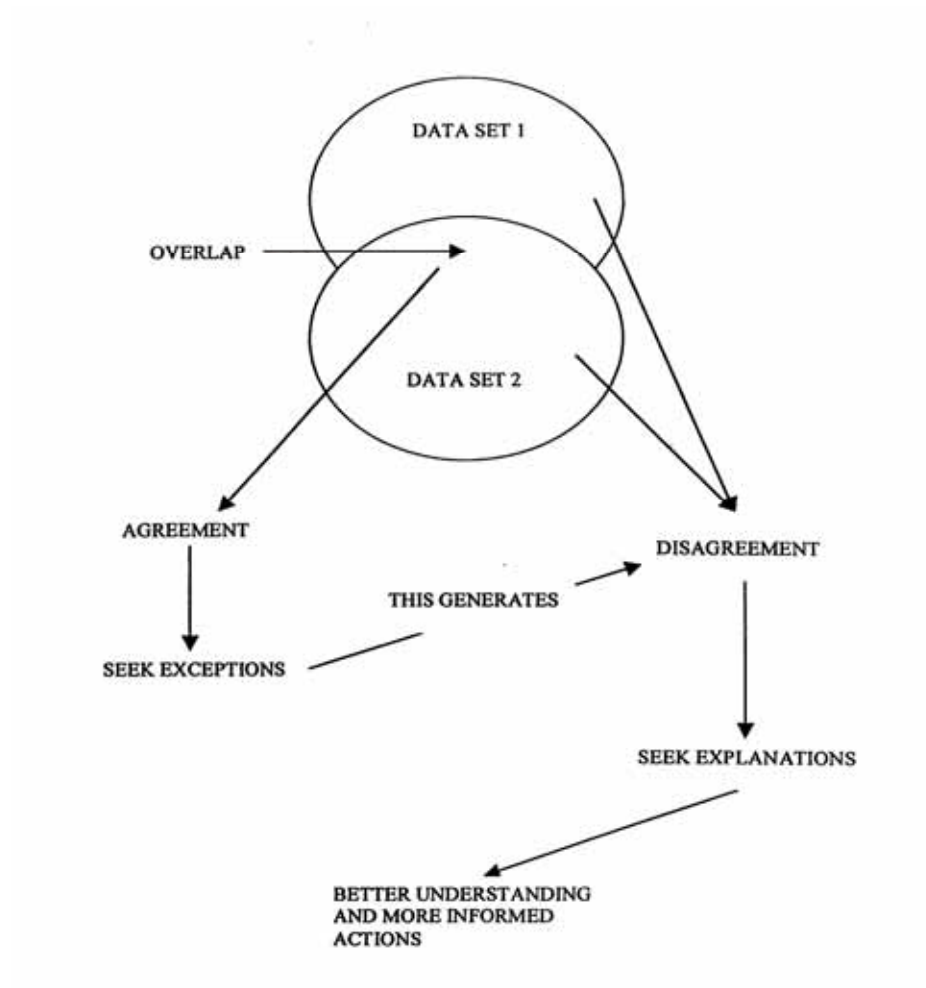 DATA SET 1
OVERLAP
DATA SET 2
AGREEMENT
DISAGREEMENT
THIS GENERATES
SEEK EXCEPTIONS
SEEK EXPLANATIONS
BETTER UNDERSTANDING
AND MORE INFORMED
ACTIONS